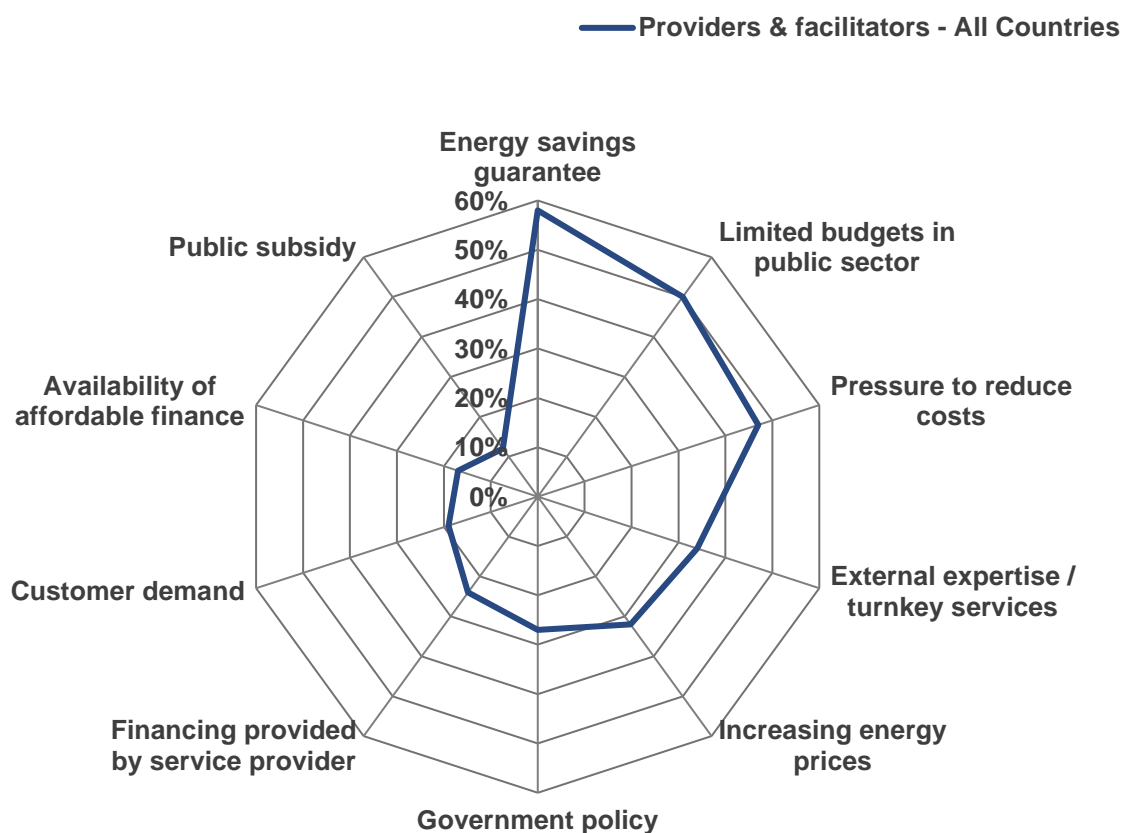 Providers & facilitators - All Countries
Energy savings
guarantee
60%
Limited budgets in
public sector
Public subsidy
50%
40%
30%
Availability of
affordable finance
Pressure to reduce
costs
20%
10%
0%
Customer demand
External expertise /
turnkey services
Financing provided
by service provider
Increasing energy
prices
Government policy